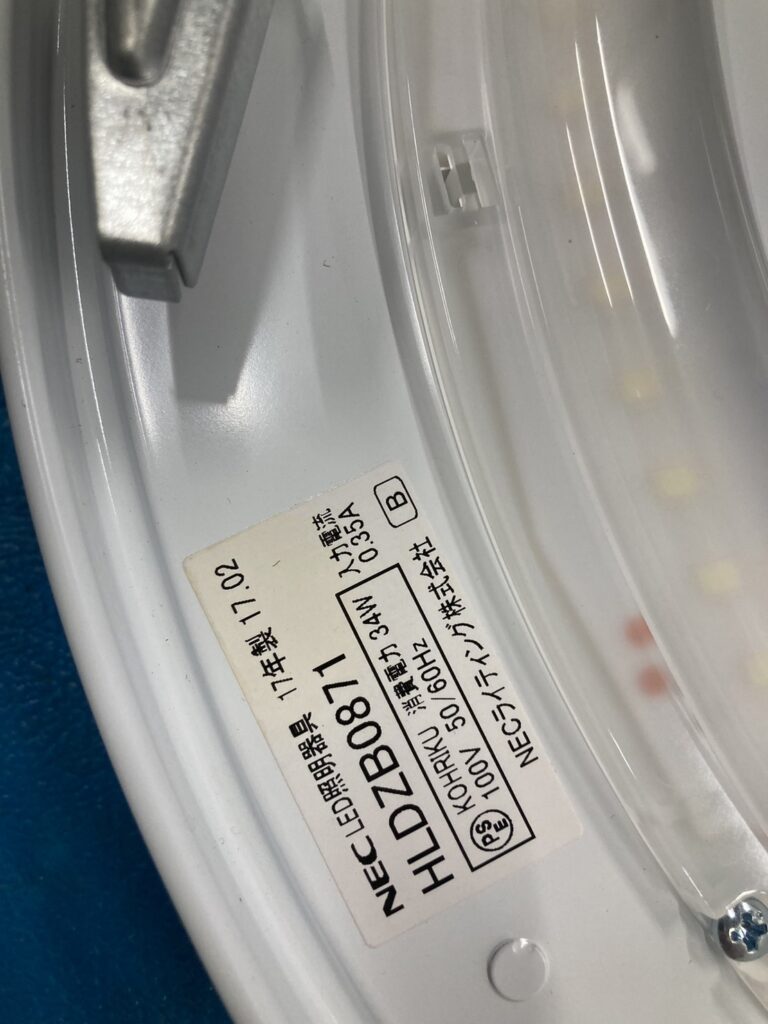 NEC LED照明器具 17年製 17.02
HLDZB0871
入力電流
0.35A
PS
E
KOHRIKU 消費電力 34W
100V 50/60Hz
B
NECライティング株式会社